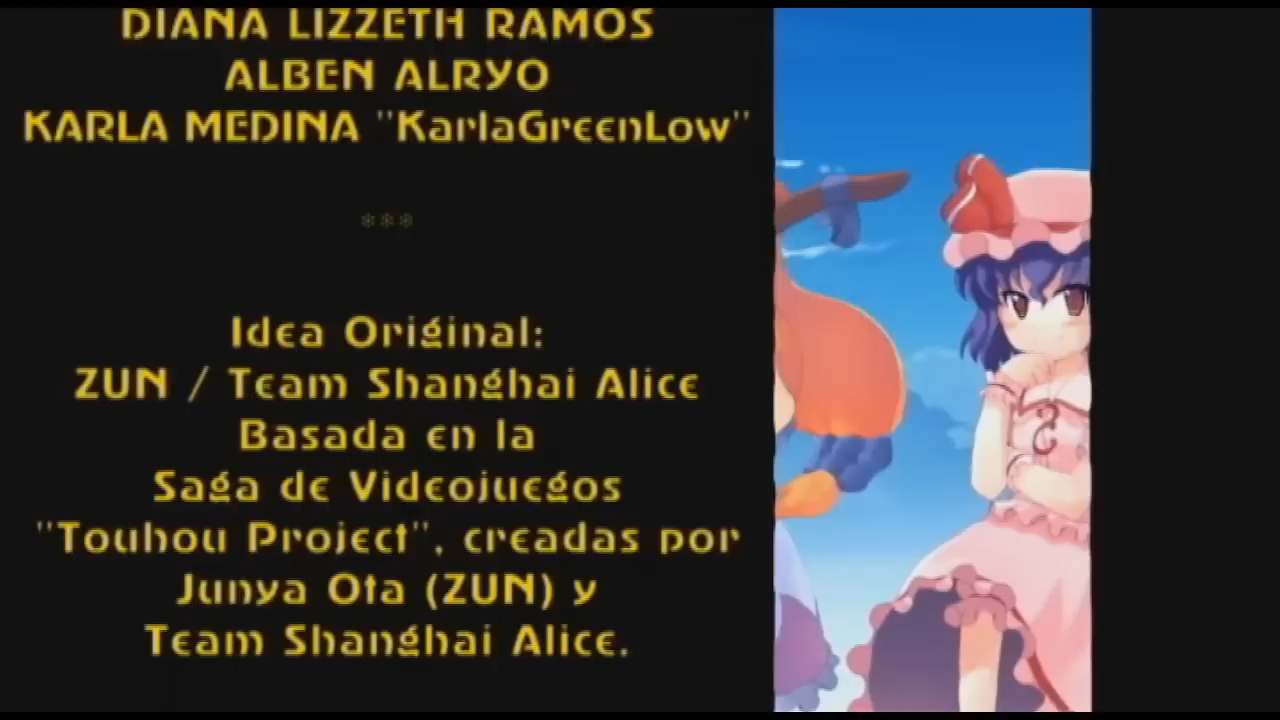 DIANA LIZZETH RAMOS
ALBEN ALRYO
KARLA MEDINA "KarlaGreenLow"
***
Idea Original:
ZUN / Team Shanghai Alice
Basada en la
Saga de Videojuegos
"Touhou Project", creadas por
Junya Ota (ZUN) y
Team Shanghai Alice.